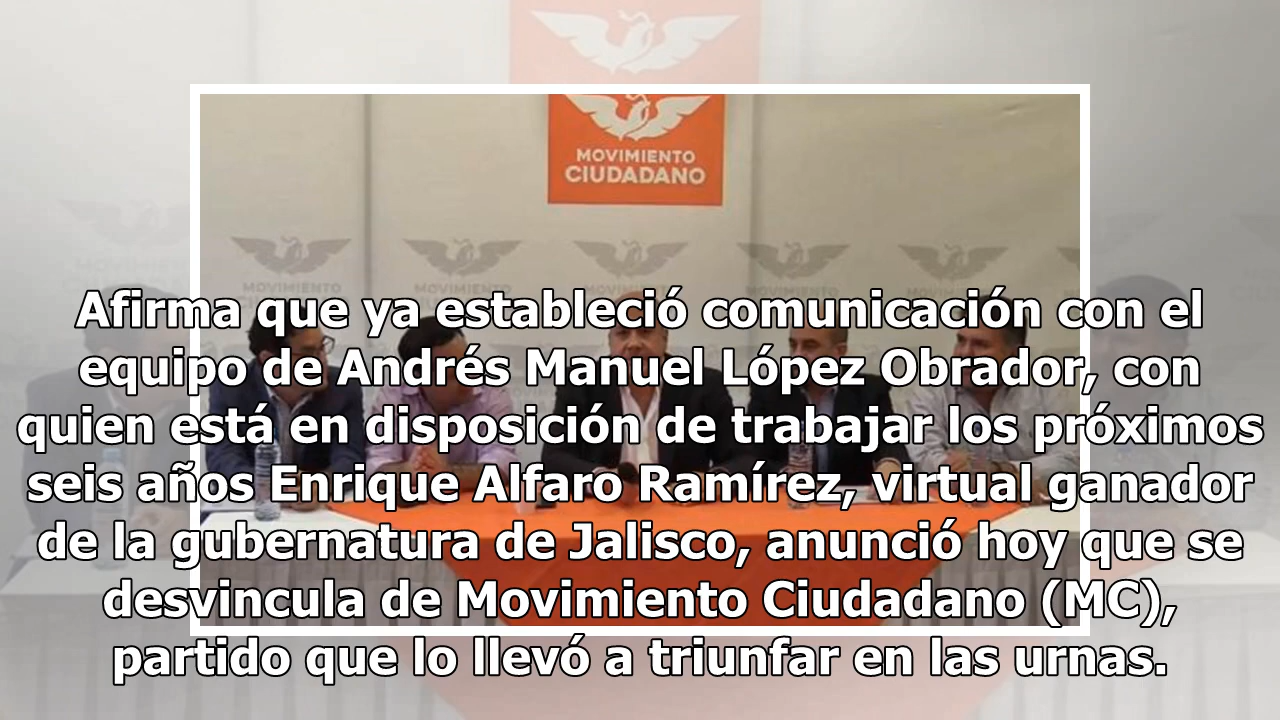 MOVIMIENTO
CIUDADANO
Afirma que ya estableció comunicación con el
equipo de Andrés Manuel López Obrador, con
quien está en disposición de trabajar los próximos
seis años Enrique Alfaro Ramírez, virtual ganador
de la gubernatura de Jalisco, anunció hoy que se
desvincula de Movimiento Ciudadano (MC),
partido que lo llevó a triunfar en las urnas.